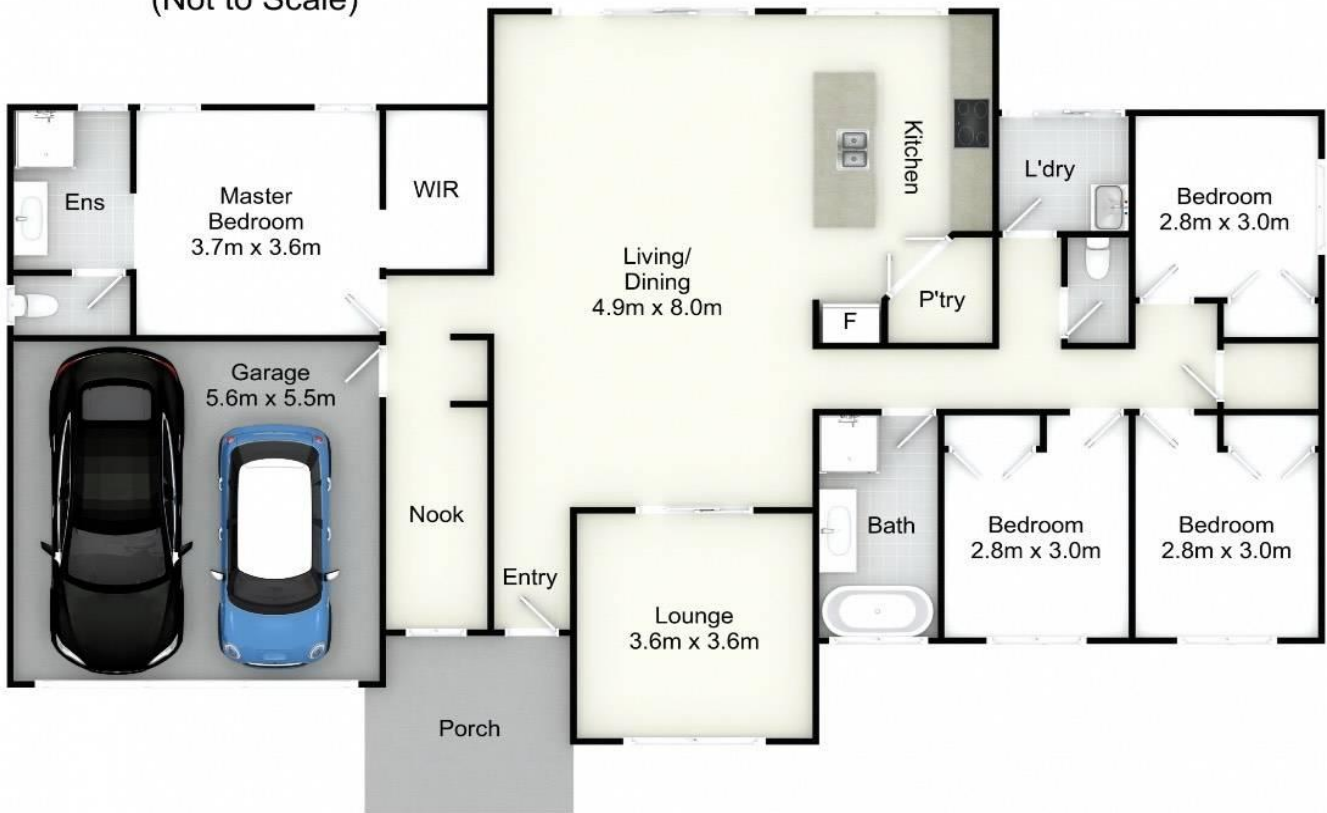 (Not to Scale)
Ens
Master
Bedroom
3.7m x 3.6m
WIR
Kitchen
L'dry
Bedroom
2.8m x 3.0m
Living/
Dining
4.9m x 8.0m
P'try
F
Garage
5.6m x 5.5m
Nook
Entry
Lounge
3.6m x 3.6m
Bath
Bedroom
2.8m x 3.0m
Bedroom
2.8m x 3.0m
Porch